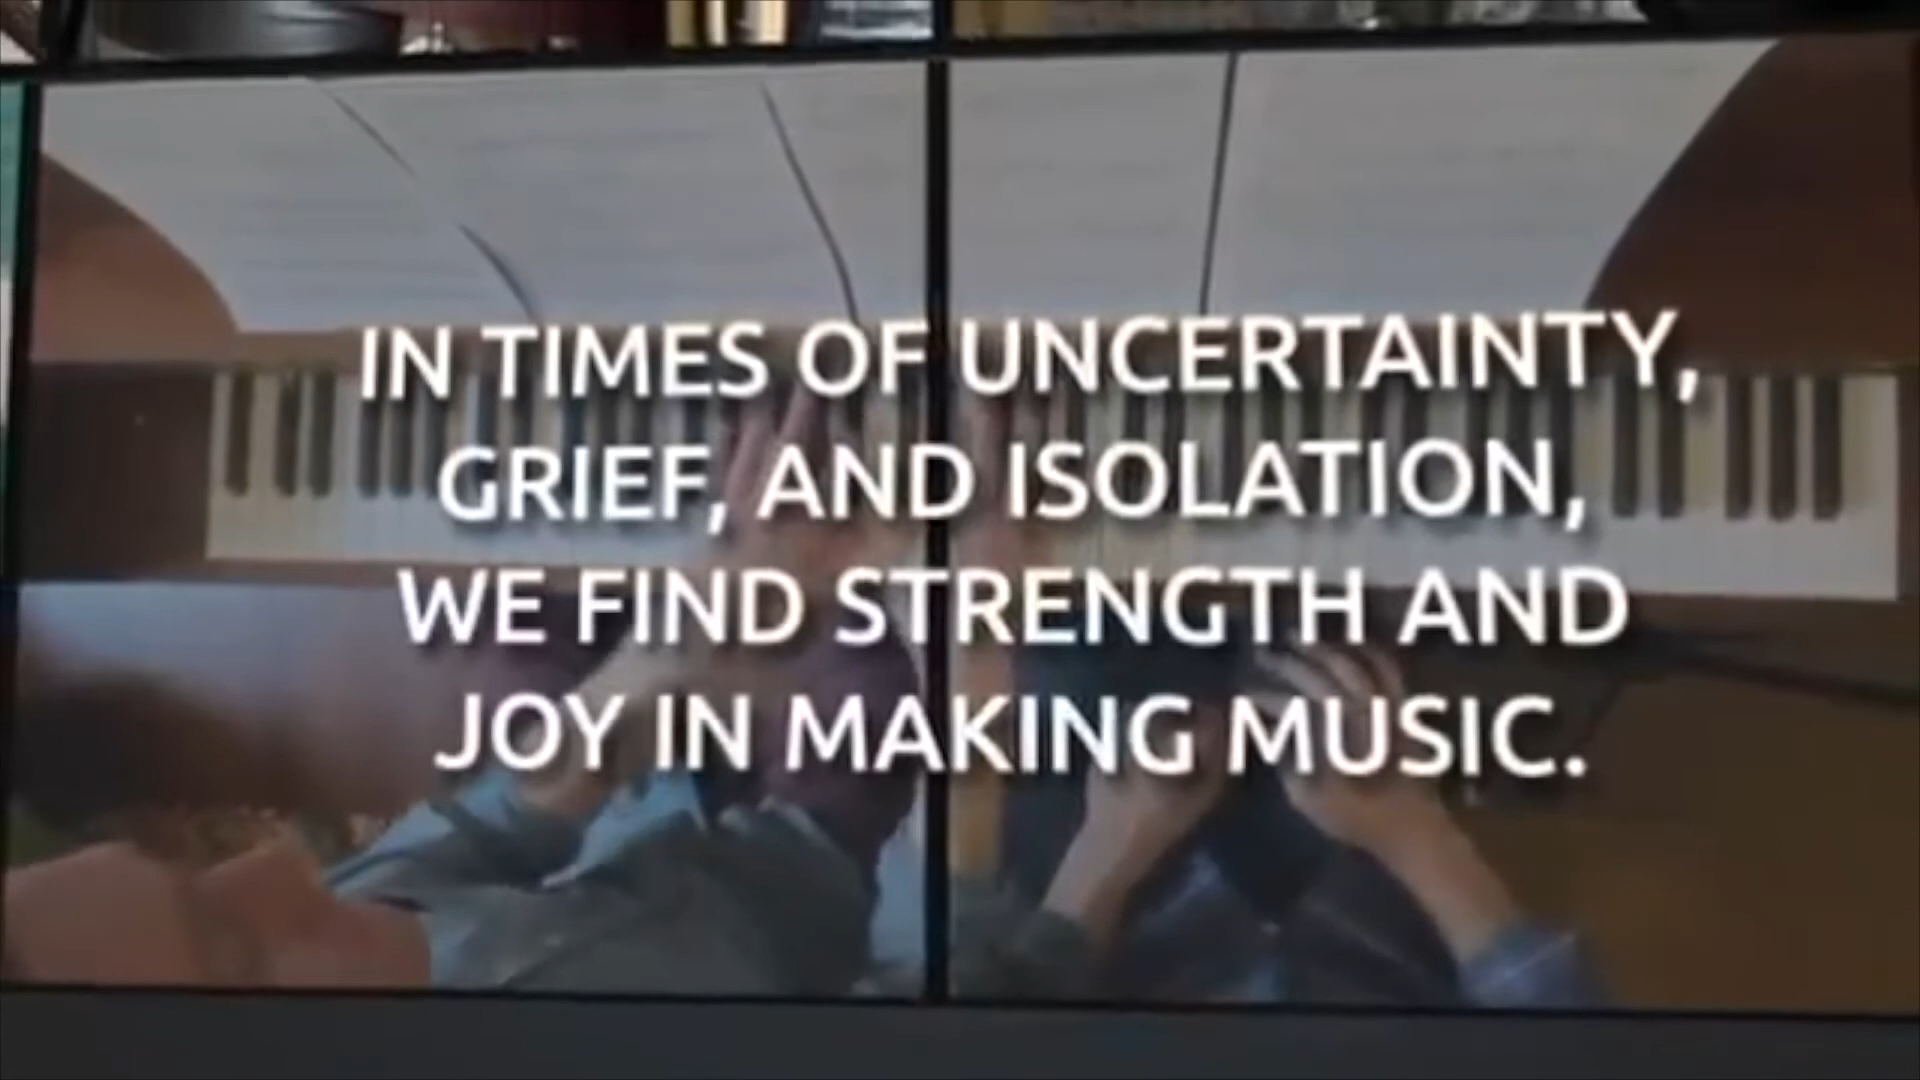 IN TIMES OF UNCERTAINTY,
GRIEF, AND ISOLATION,
WE FIND STRENGTH AND
JOY IN MAKING MUSIC.